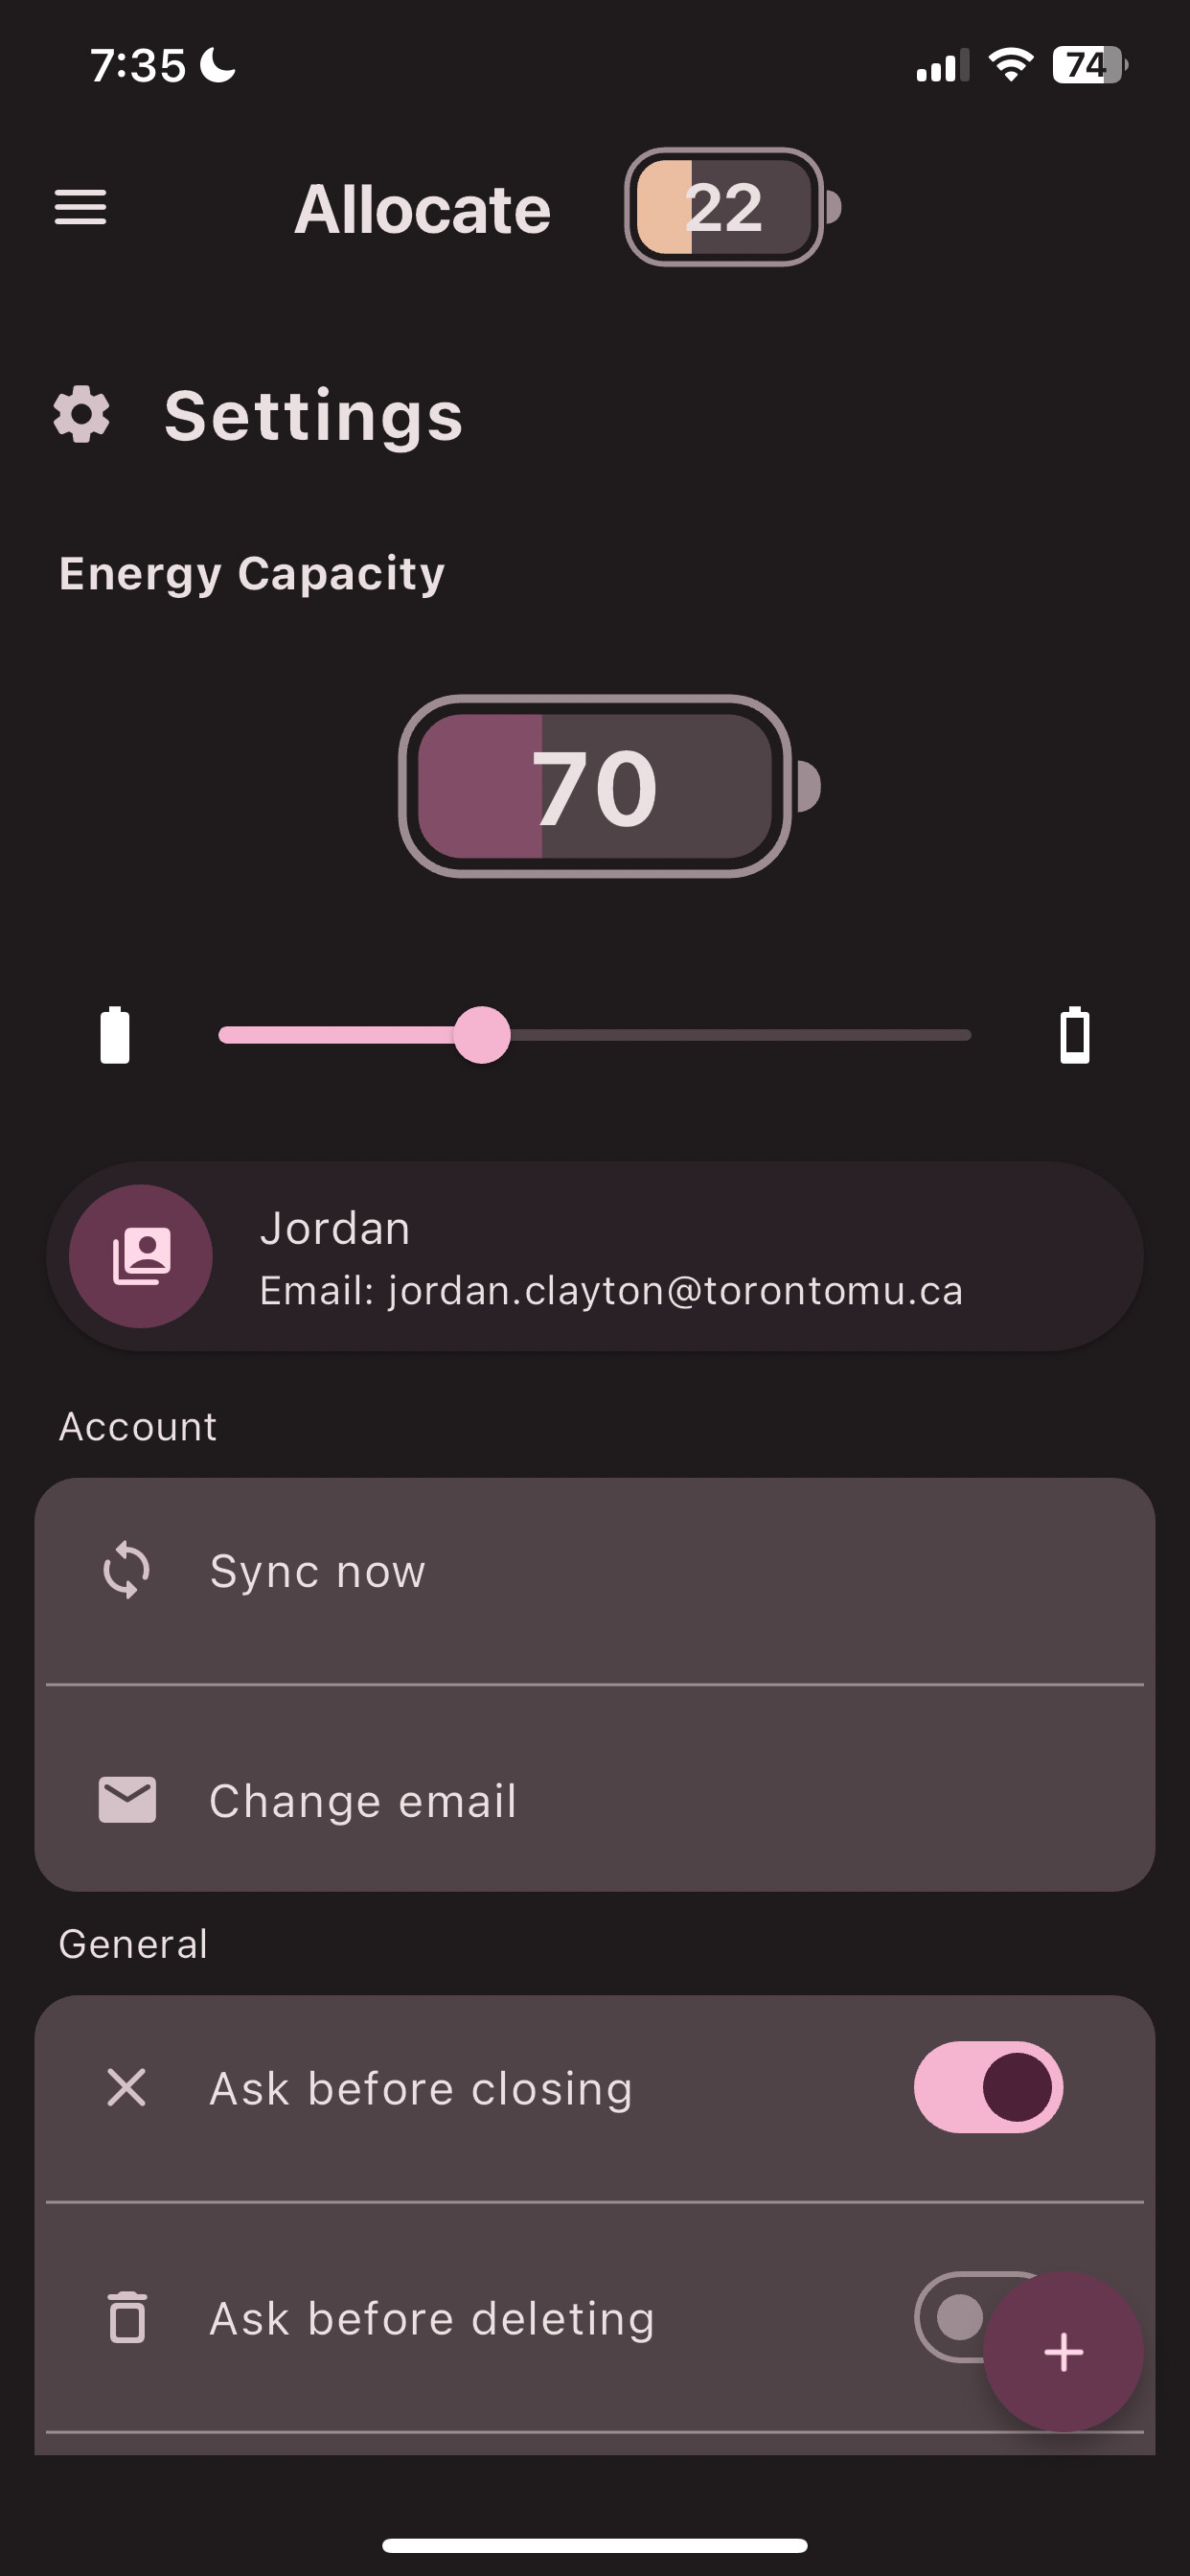 7:35
74
Allocate
22
Settings
Energy Capacity
70
Jordan
Email: jordan.clayton@torontomu.ca
Account
Sync now
Change email
General
Ask before closing
Ask before deleting